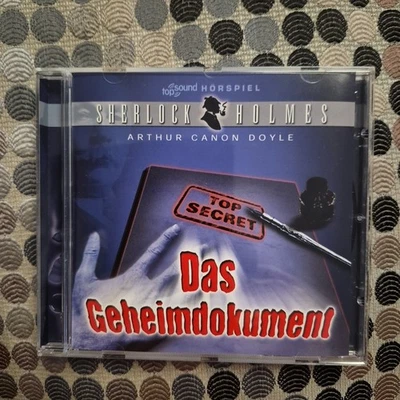 top sound HÖRSPIEL
SHERLOCK HOLMES
ARTHUR CANON DOYLE
TOP
SECRET
Das
Geheimdokument